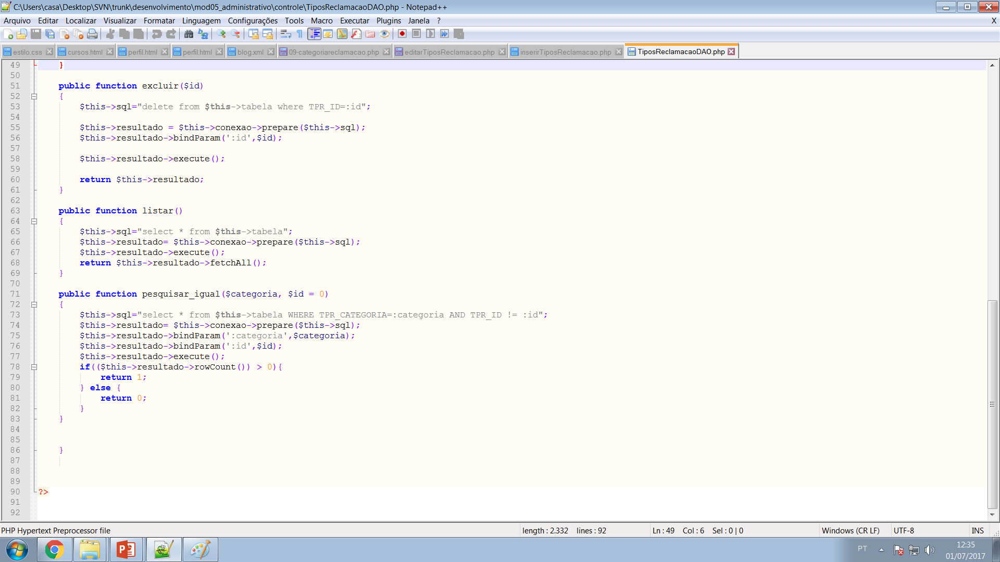 C:\Users\casa\Desktop\SVN\trunk\desenvolvimento\mod05_administrativo\controle\TiposReclamacaoDAO.php - Notepad++
Arquivo Editar Localizar Visualizar Formatar Linguagem Configurações Tools Macro Executar Plugins Janela ? X
estilo.css cursos.html perfil.html perfil.html blog.xml 09-categoriareclamacao.php editarTiposReclamacao.php inserirTiposReclamacao.php TiposReclamacaoDAO.php
49 }
50
51 public function excluir($id)
52 {
53 $this->sql="delete from $this->tabela where TPR_ID=:id";
54
55 $this->resultado = $this->conexao->prepare($this->sql);
56 $this->resultado->bindParam(':id',$id);
57
58 $this->resultado->execute();
59
60 return $this->resultado;
61 }
62
63 public function listar()
64 {
65 $this->sql="select * from $this->tabela";
66 $this->resultado= $this->conexao->prepare($this->sql);
67 $this->resultado->execute();
68 return $this->resultado->fetchAll();
69 }
70
71 public function pesquisar_igual($categoria, $id = 0)
72 {
73 $this->sql="select * from $this->tabela WHERE TPR_CATEGORIA=:categoria AND TPR_ID != :id";
74 $this->resultado= $this->conexao->prepare($this->sql);
75 $this->resultado->bindParam(':categoria',$categoria);
76 $this->resultado->bindParam(':id',$id);
77 $this->resultado->execute();
78 if(($this->resultado->rowCount()) > 0){
79 return 1;
80 } else {
81 return 0;
82 }
83 }
84
85
86 }
87
88
89
90 ?>
91
92
PHP Hypertext Preprocessor file length : 2.332 lines : 92 Ln : 49 Col : 6 Sel : 0 | 0 Windows (CR LF) UTF-8 INS
PT 12:35
01/07/2017